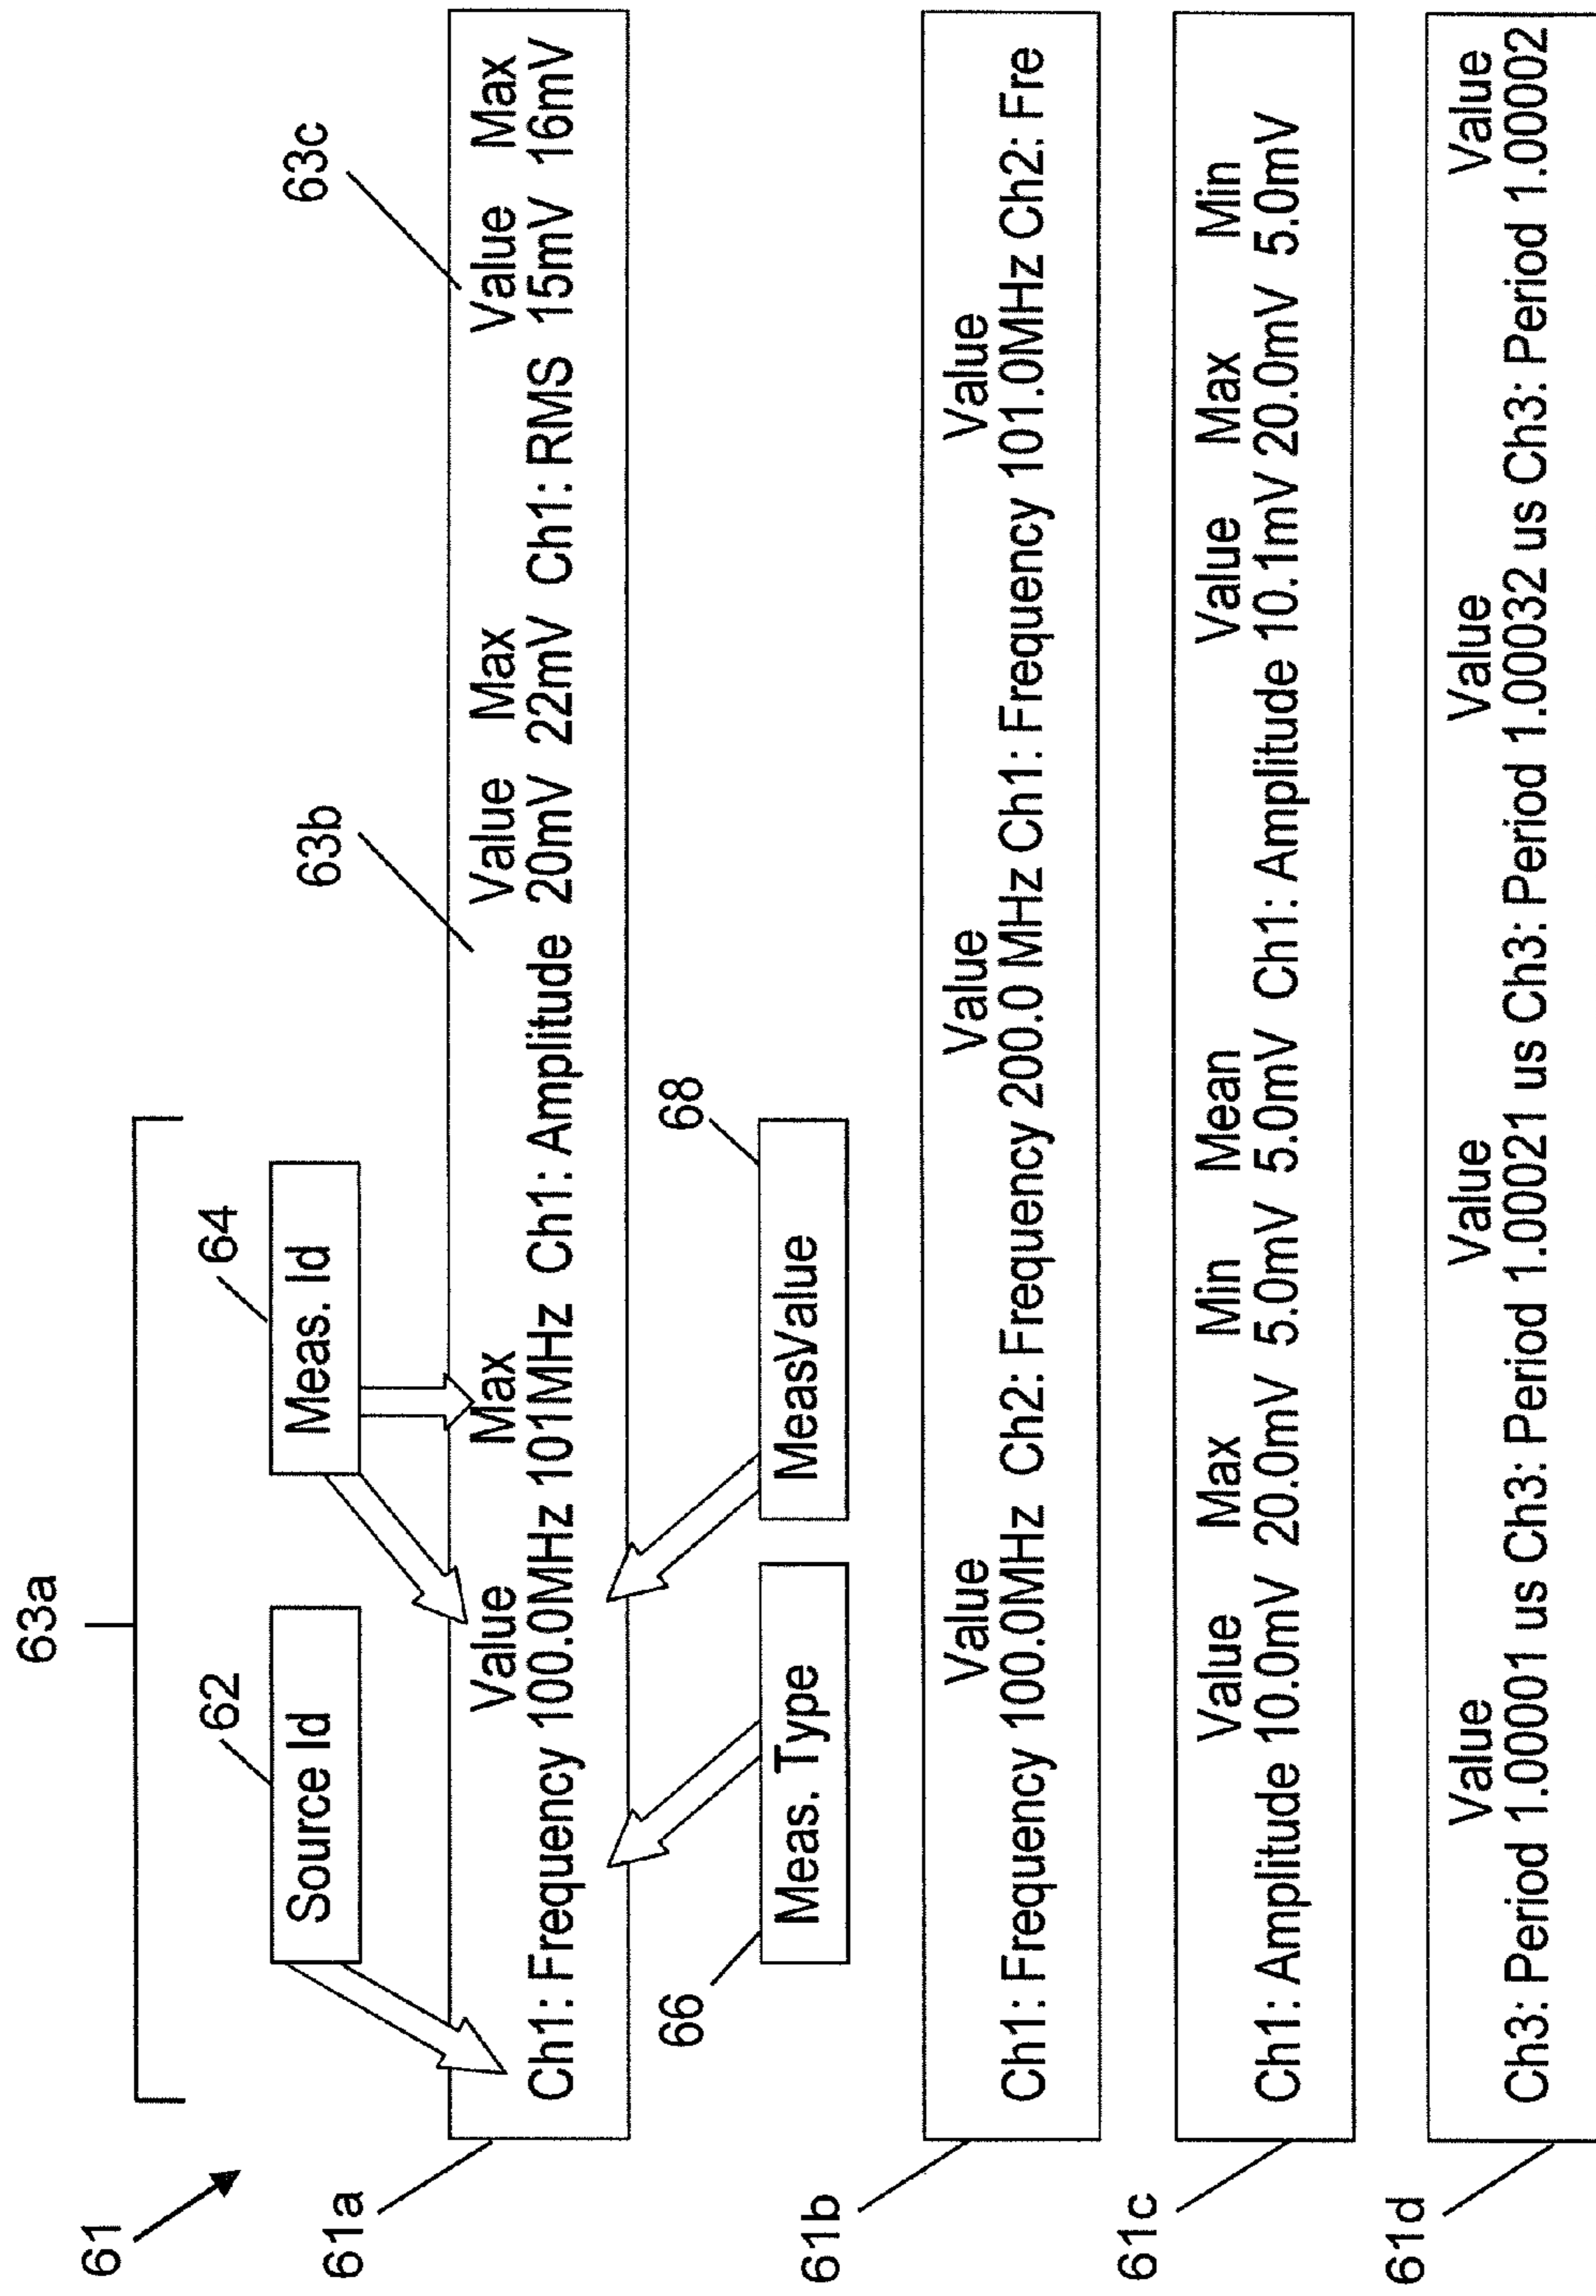 61
63a
62
64
Source Id
Meas. Id
63b
63c
61a
Value Max Value Max Value Max
Ch1: Frequency 100.0MHz 101MHz Ch1: Amplitude 20mV 22mV Ch1: RMS 15mV 16mV
66
68
Meas. Type
MeasValue
61b
Value Value Value
Ch1: Frequency 100.0MHz Ch2: Frequency 200.0 MHz Ch1: Frequency 101.0MHz Ch2: Fre
61c
Value Max Min Mean Value Max Min
Ch1: Amplitude 10.0mV 20.0mV 5.0mV 5.0mV Ch1: Amplitude 10.1mV 20.0mV 5.0mV
61d
Value Value Value Value
Ch3: Period 1.00001 us Ch3: Period 1.00021 us Ch3: Period 1.00032 us Ch3: Period 1.00002